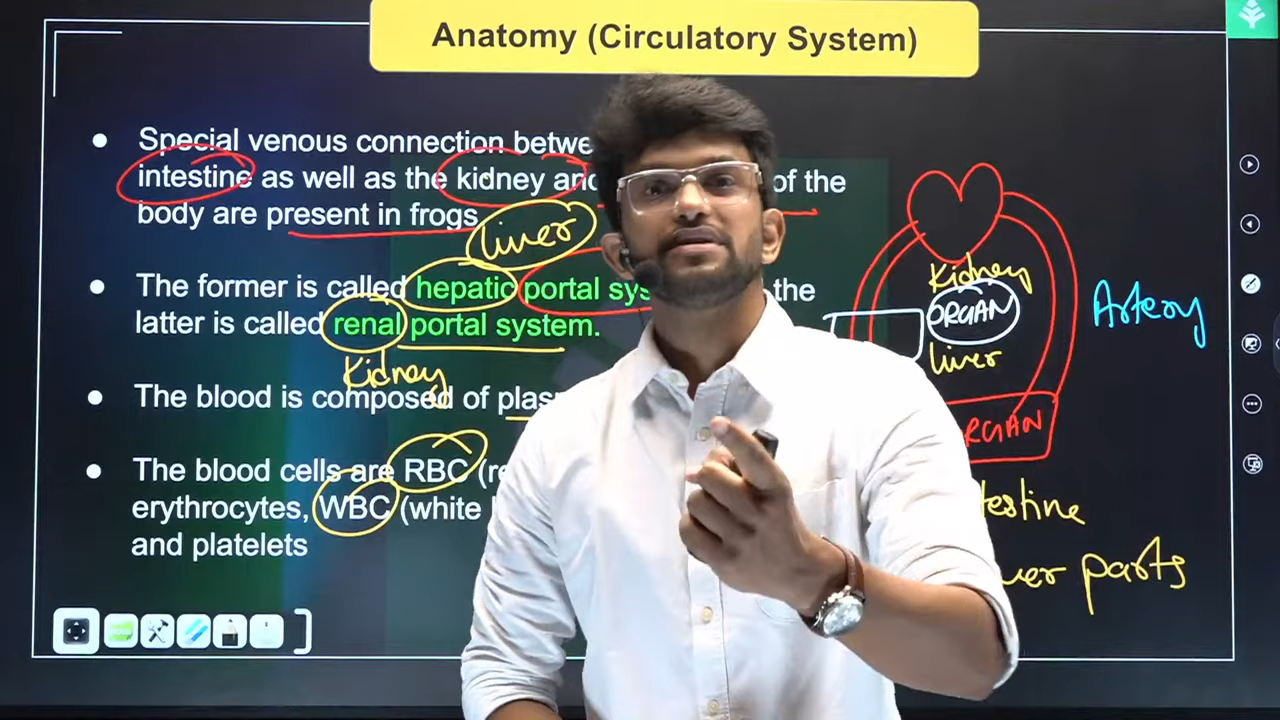 Anatomy (Circulatory System)
Special venous connection betwe
intestine as well as the kidney and of the
body are present in frogs
liver
The former is called hepatic portal sys the
latter is called renal portal system.
Kidney
The blood is composed of plas
The blood cells are RBC (re
erythrocytes, WBC (white
and platelets
Kidney
ORGAN
liver
Artery
RGAN
testine
wer parts